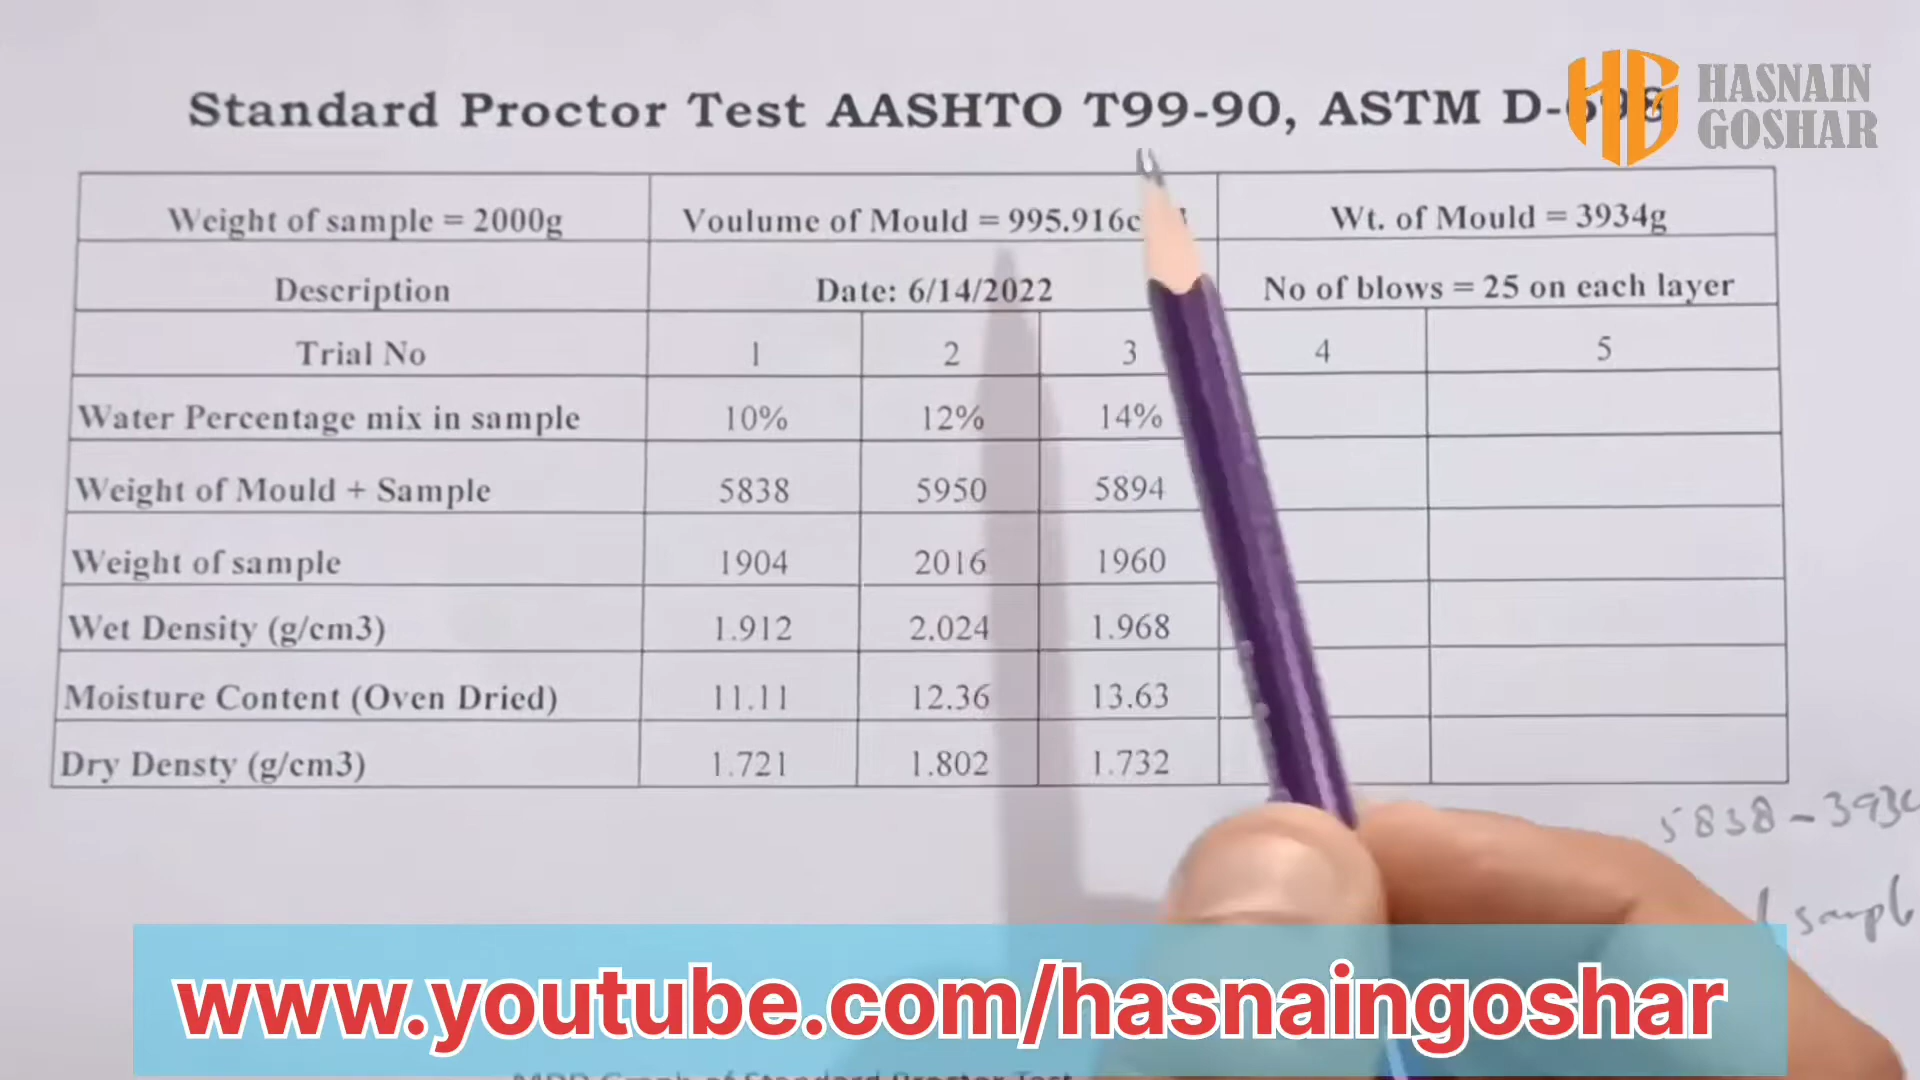 HASNAIN
GOSHAR
Standard Proctor Test AASHTO T99-90, ASTM
Weight of sample = 2000g Voulume of Mould = 995.916c Wt. of Mould = 3934g
Description Date: 6/14/2022 No of blows = 25 on each layer
Trial No 1 2 3 4 5
Water Percentage mix in sample 10% 12% 14%
Weight of Mould + Sample 5838 5950 5894
Weight of sample 1904 2016 1960
Wet Density (g/cm3) 1.912 2.024 1.968
Moisture Content (Oven Dried) 11.11 12.36 13.63
Dry Densty (g/cm3) 1.721 1.802 1.732
5838 - 393
www.youtube.com/hasnaingoshar